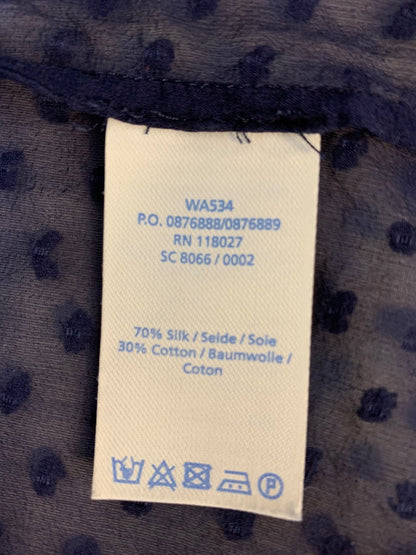 WA534
P.O. 0876888/0876889
RN 118027
SC 8066 / 0002
70% Silk / Seide / Soie
30% Cotton / Baumwolle /
Coton
P